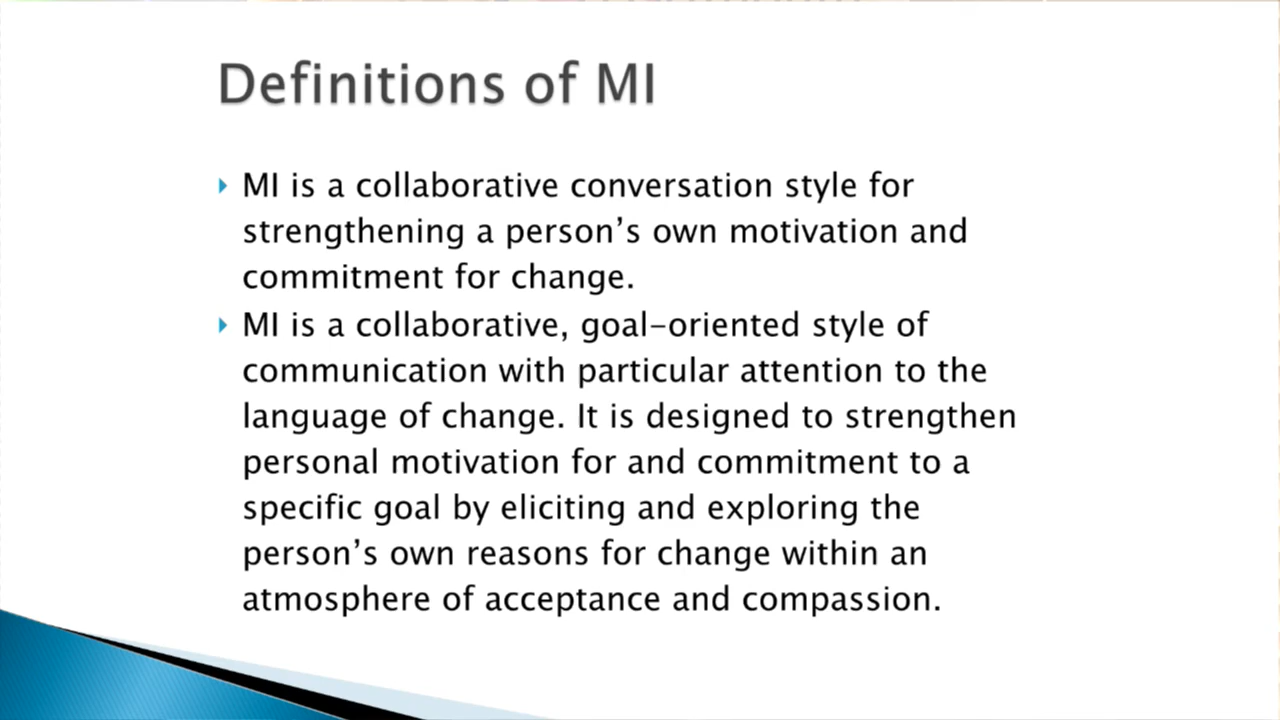 Definitions of MI
MI is a collaborative conversation style for
strengthening a person’s own motivation and
commitment for change.
MI is a collaborative, goal-oriented style of
communication with particular attention to the
language of change. It is designed to strengthen
personal motivation for and commitment to a
specific goal by eliciting and exploring the
person’s own reasons for change within an
atmosphere of acceptance and compassion.